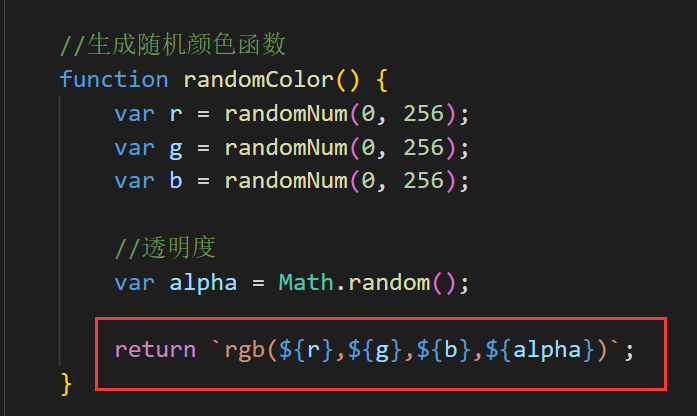 //生成随机颜色函数
function randomColor() {
var r = randomNum(0, 256);
var g = randomNum(0, 256);
var b = randomNum(0, 256);
//透明度
var alpha = Math.random();
return `rgb(${r},${g},${b},${alpha})`;
}